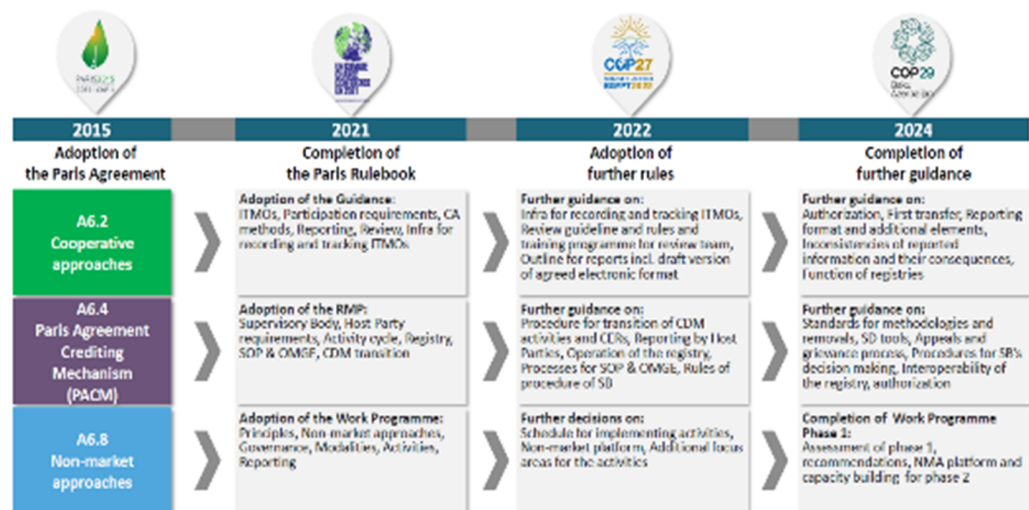 PARIS2015
COP27
EGYPT2022
COP29
Baku
Azerbaijan
2015
2021
2022
2024
Adoption of
the Paris Agreement
Completion of
the Paris Rulebook
Adoption of
further rules
Completion of
further guidance
A6.2
Cooperative
approaches
Adoption of the Guidance:
ITMOs, Participation requirements, CA
methods, Reporting, Review, Infra for
recording and tracking ITMOs
Further guidance on:
Infra for recording and tracking ITMOs,
Review guideline and rules and
training programme for review team,
Outline for reports incl. draft version
of agreed electronic format
Further guidance on:
Authorization, First transfer, Reporting
format and additional elements,
Inconsistencies of reported
information and their consequences,
Function of registries
A6.4
Paris Agreement
Crediting
Mechanism
(PACM)
Adoption of the RMP:
Supervisory Body, Host Party
requirements, Activity cycle, Registry,
SOP & OMGE, CDM transition
Further guidance on:
Procedure for transition of CDM
activities and CERs, Reporting by Host
Parties, Operation of the registry,
Processes for SOP & OMGE, Rules of
procedure of SB
Further guidance on:
Standards for methodologies and
removals, SD tools, Appeals and
grievance process, Procedures for SB's
decision making, Interoperability of
the registry, authorization
A6.8
Non-market
approaches
Adoption of the Work Programme:
Principles, Non-market approaches,
Governance, Modalities, Activities,
Reporting
Further decisions on:
Schedule for implementing activities,
Non-market platform, Additional focus
areas for the activities
Completion of Work Programme
Phase 1:
Assessment of phase 1,
recommendations, NMA platform and
capacity building for phase 2